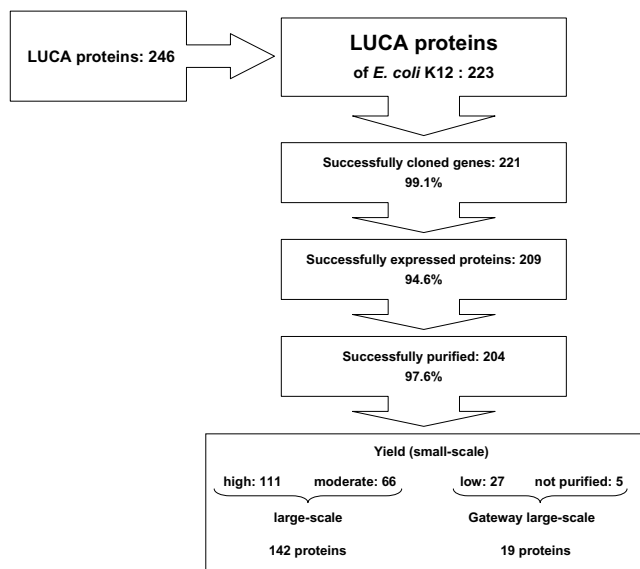 LUCA proteins: 246
LUCA proteins
of E. coli K12 : 223
Successfully cloned genes: 221
99.1%
Successfully expressed proteins: 209
94.6%
Successfully purified: 204
97.6%
Yield (small-scale)
high: 111 moderate: 66 low: 27 not purified: 5
large-scale Gateway large-scale
142 proteins 19 proteins